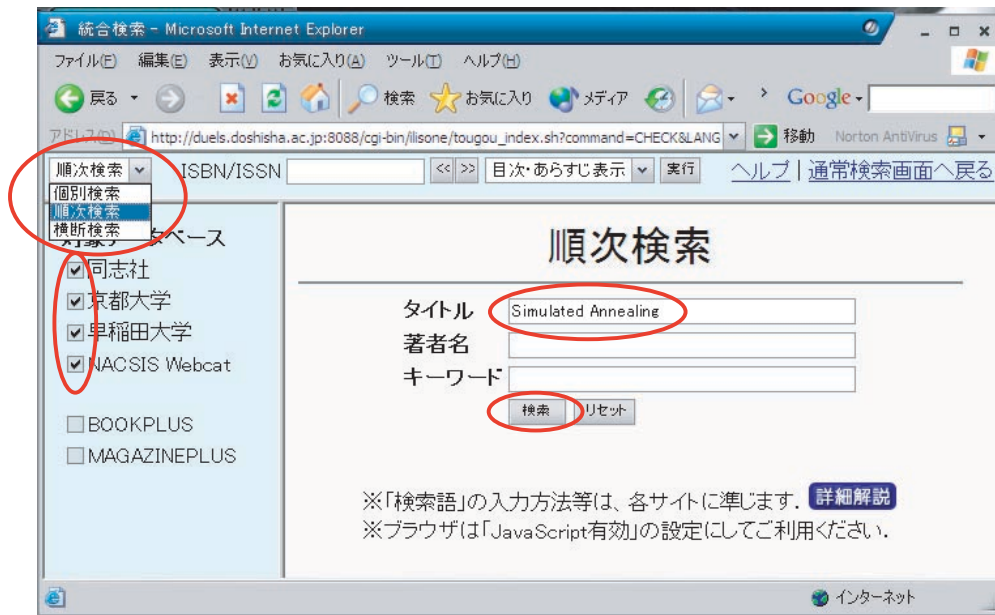 統合検索 - Microsoft Internet Explorer
ファイル(F) 編集(E) 表示(V) お気に入り(A) ツール(T) ヘルプ(H)
戻る 検索 お気に入り メディア Google
アドレス(D) http://duels.doshisha.ac.jp:8088/cgi-bin/ilisone/tougou_index.sh?command=CHECK&LANG 移動 Norton AntiVirus
順次検索 ISBN/ISSN << >> 目次・あらすじ表示 実行 ヘルプ | 通常検索画面へ戻る
個別検索
順次検索
横断検索
対象データベース
同志社
京都大学
早稲田大学
NACSIS Webcat
BOOKPLUS
MAGAZINEPLUS
順次検索
タイトル Simulated Annealing
著者名
キーワード
検索 リセット
※「検索語」の入力方法等は、各サイトに準じます. 詳細解説
※ブラウザは「JavaScript有効」の設定にしてご利用ください.
インターネット